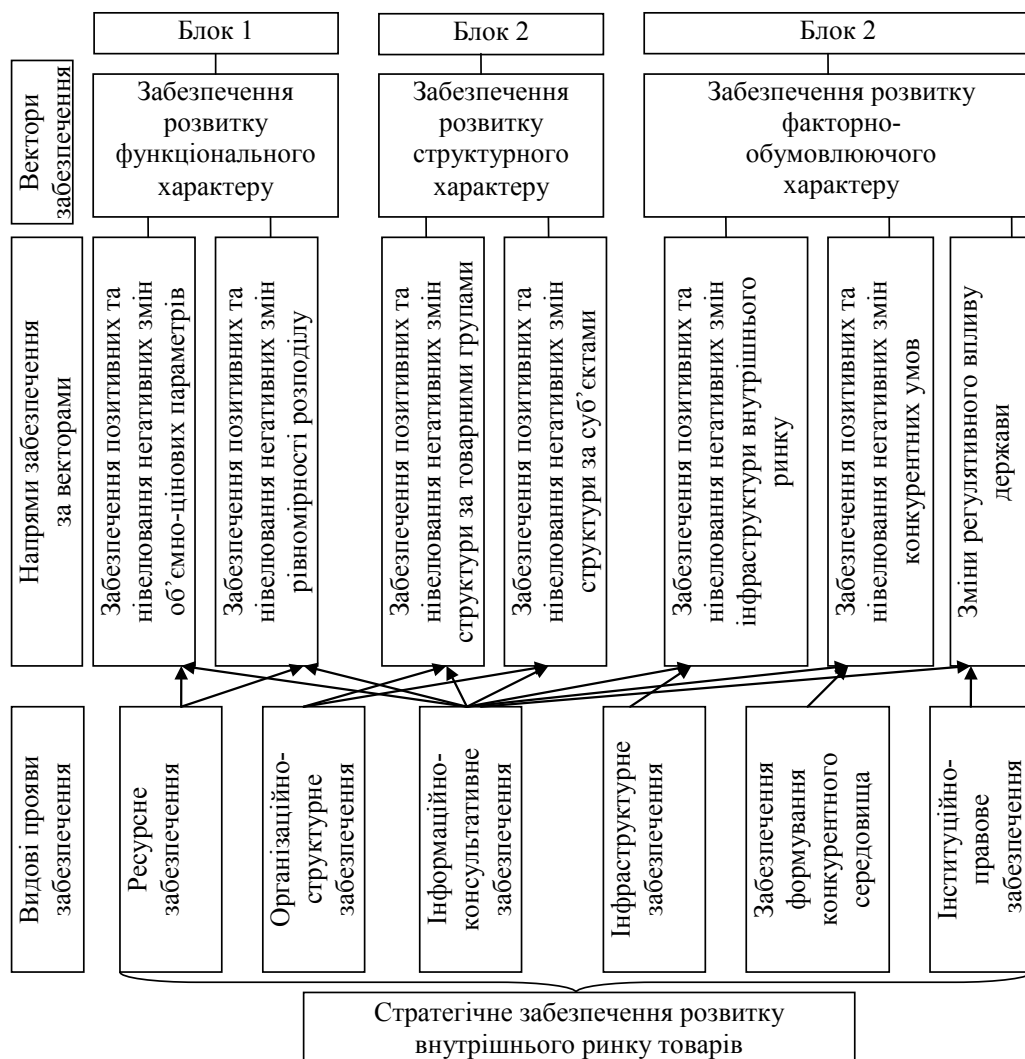 Блок 1
Блок 2
Блок 2
Вектори
забезпечення
Забезпечення
розвитку
функціонального
характеру
Забезпечення
розвитку
структурного
характеру
Забезпечення розвитку
факторно-
обумовлюючого
характеру
Напрями забезпечення
за векторами
Забезпечення позитивних та
нівелювання негативних змін
об’ємно-цінових параметрів
Забезпечення позитивних та
нівелювання негативних змін
рівномірності розподілу
Забезпечення позитивних та
нівелювання негативних змін
структури за товарними групами
Забезпечення позитивних та
нівелювання негативних змін
структури за суб’єктами
Забезпечення позитивних та
нівелювання негативних змін
інфраструктури внутрішнього
ринку
Забезпечення позитивних та
нівелювання негативних змін
конкурентних умов
Зміни регулятивного впливу
держави
Видові прояви
забезпечення
Ресурсне
забезпечення
Організаційно-
структурне
забезпечення
Інформаційно-
консультативне
забезпечення
Інфраструктурне
забезпечення
Забезпечення
формування
конкурентного
середовища
Інституційно-
правове
забезпечення
Стратегічне забезпечення розвитку
внутрішнього ринку товарів